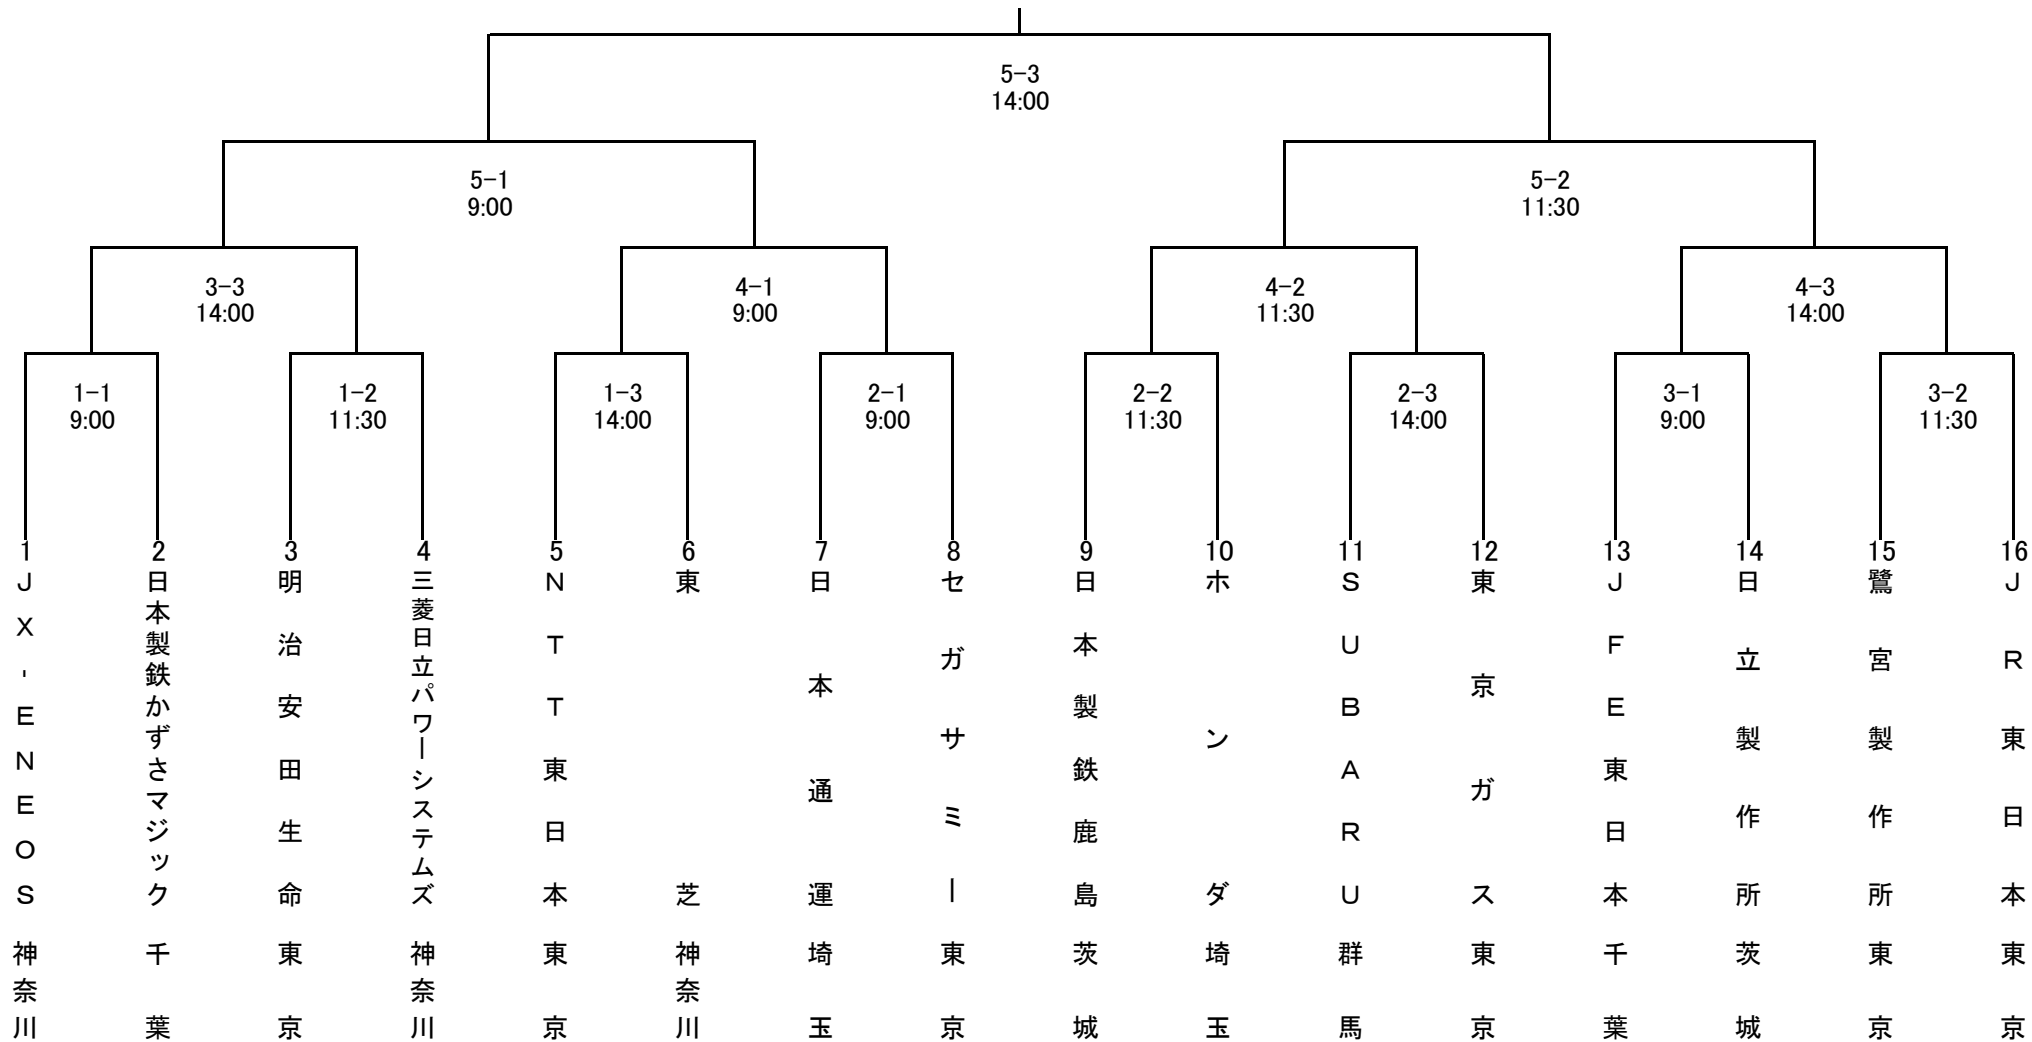 5-3
14:00
5-1
9:00
5-2
11:30
3-3
14:00
4-1
9:00
4-2
11:30
4-3
14:00
1-1
9:00
1-2
11:30
1-3
14:00
2-1
9:00
2-2
11:30
2-3
14:00
3-1
9:00
3-2
11:30
1
JX-ENEOS
神奈川
2
日本製鉄かずさマジック
千葉
3
明治安田生命
東京
4
三菱日立パワーシステムズ
神奈川
5
NTT東日本
東京
6
東芝
神奈川
7
日本通運
埼玉
8
セガサミー
東京
9
日本製鉄鹿島
茨城
10
ホンダ
埼玉
11
SUBARU
群馬
12
東京ガス
東京
13
JFE東日本
千葉
14
日立製作所
茨城
15
鷺宮製作所
東京
16
JR東日本
東京